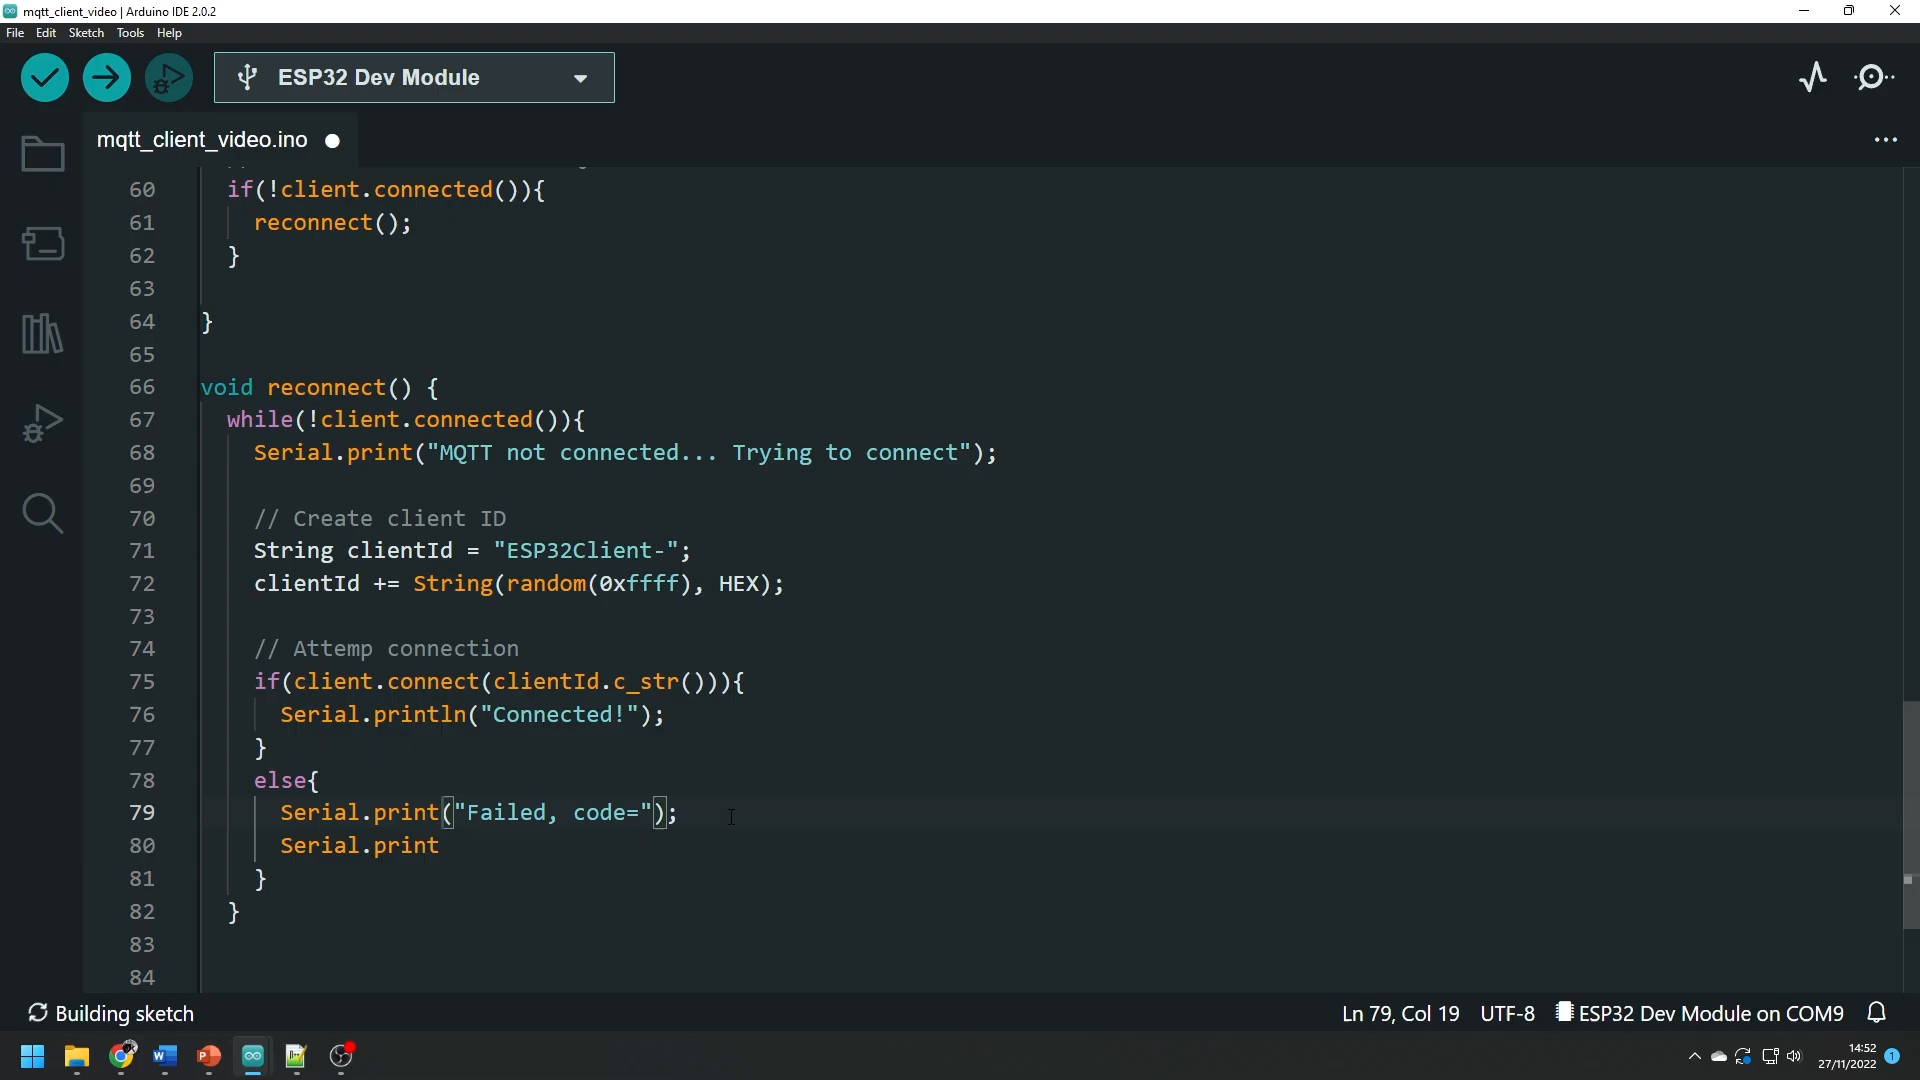 mqtt_client_video | Arduino IDE 2.0.2
File Edit Sketch Tools Help
ESP32 Dev Module
mqtt_client_video.ino
60 if(!client.connected()){
61 reconnect();
62 }
63
64 }
65
66 void reconnect() {
67 while(!client.connected()){
68 Serial.print("MQTT not connected... Trying to connect");
69
70 // Create client ID
71 String clientId = "ESP32Client-";
72 clientId += String(random(0xffff), HEX);
73
74 // Attemp connection
75 if(client.connect(clientId.c_str())){
76 Serial.println("Connected!");
77 }
78 else{
79 Serial.print("Failed, code=");
80 Serial.print
81 }
82 }
83
84
Building sketch Ln 79, Col 19 UTF-8 ESP32 Dev Module on COM9
14:52
27/11/2022 1